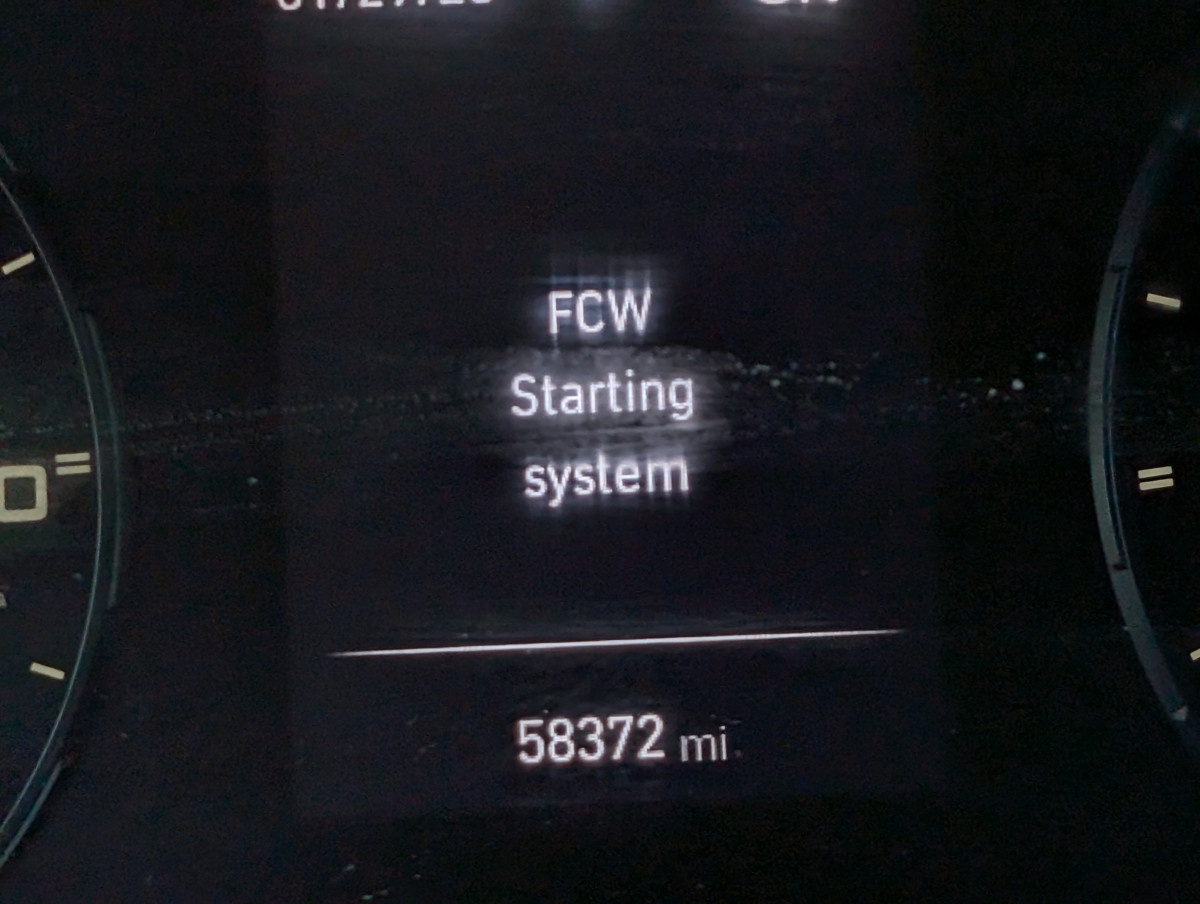 FCW
Starting
system
58372 mi